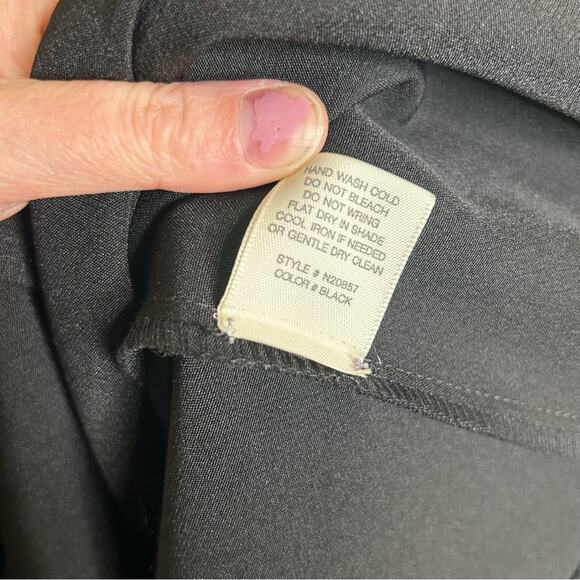 HAND WASH COLD
DO NOT BLEACH
DO NOT WRING
FLAT DRY IN SHADE
COOL IRON IF NEEDED
OR GENTLE DRY CLEAN
STYLE # N20857
COLOR # BLACK